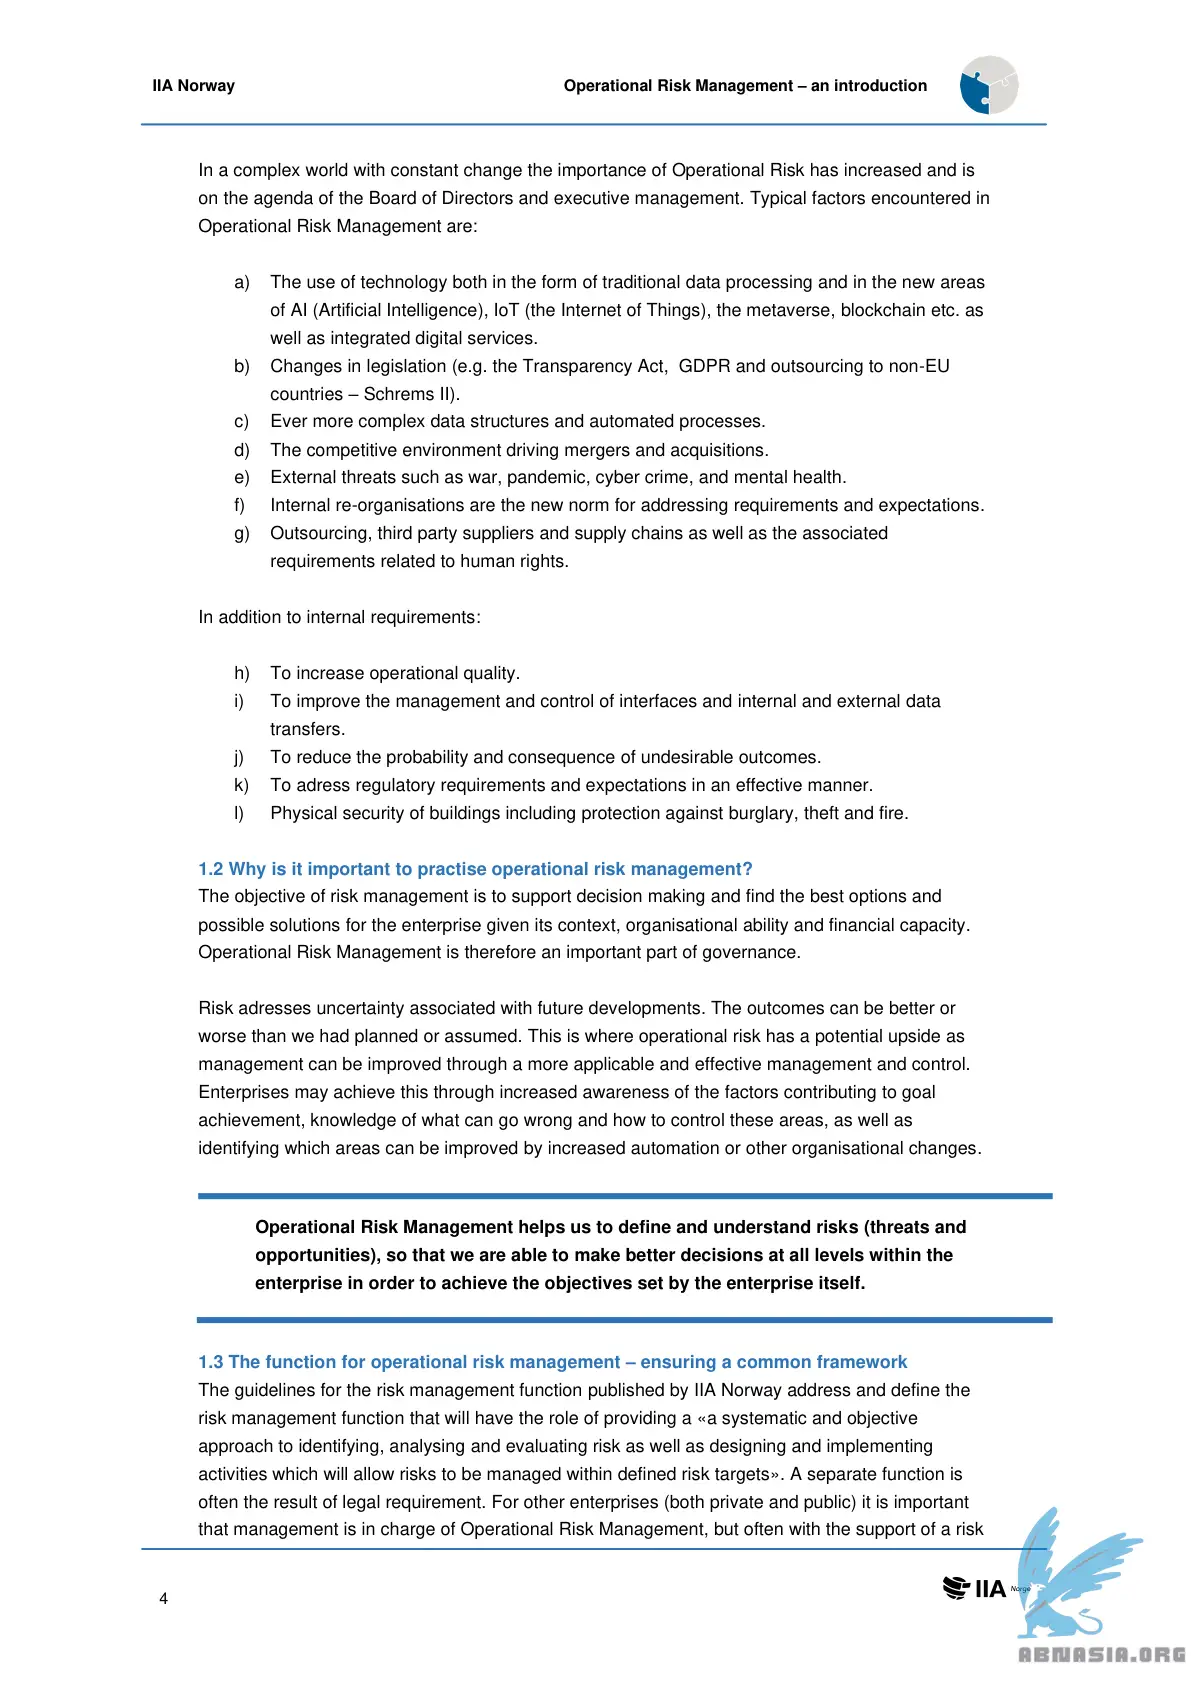 IIA Norway
Operational Risk Management – an introduction
In a complex world with constant change the importance of Operational Risk has increased and is
on the agenda of the Board of Directors and executive management. Typical factors encountered in
Operational Risk Management are:
a) The use of technology both in the form of traditional data processing and in the new areas
of AI (Artificial Intelligence), IoT (the Internet of Things), the metaverse, blockchain etc. as
well as integrated digital services.
b) Changes in legislation (e.g. the Transparency Act,  GDPR and outsourcing to non-EU
countries – Schrems II).
c) Ever more complex data structures and automated processes.
d) The competitive environment driving mergers and acquisitions.
e) External threats such as war, pandemic, cyber crime, and mental health.
f) Internal re-organisations are the new norm for addressing requirements and expectations.
g) Outsourcing, third party suppliers and supply chains as well as the associated
requirements related to human rights.
In addition to internal requirements:
h) To increase operational quality.
i) To improve the management and control of interfaces and internal and external data
transfers.
j) To reduce the probability and consequence of undesirable outcomes.
k) To adress regulatory requirements and expectations in an effective manner.
l) Physical security of buildings including protection against burglary, theft and fire.
1.2 Why is it important to practise operational risk management?
The objective of risk management is to support decision making and find the best options and
possible solutions for the enterprise given its context, organisational ability and financial capacity.
Operational Risk Management is therefore an important part of governance.
Risk adresses uncertainty associated with future developments. The outcomes can be better or
worse than we had planned or assumed. This is where operational risk has a potential upside as
management can be improved through a more applicable and effective management and control.
Enterprises may achieve this through increased awareness of the factors contributing to goal
achievement, knowledge of what can go wrong and how to control these areas, as well as
identifying which areas can be improved by increased automation or other organisational changes.
Operational Risk Management helps us to define and understand risks (threats and
opportunities), so that we are able to make better decisions at all levels within the
enterprise in order to achieve the objectives set by the enterprise itself.
1.3 The function for operational risk management – ensuring a common framework
The guidelines for the risk management function published by IIA Norway address and define the
risk management function that will have the role of providing a «a systematic and objective
approach to identifying, analysing and evaluating risk as well as designing and implementing
activities which will allow risks to be managed within defined risk targets». A separate function is
often the result of legal requirement. For other enterprises (both private and public) it is important
that management is in charge of Operational Risk Management, but often with the support of a risk
4
IIA Norge
ABNASIA.ORG